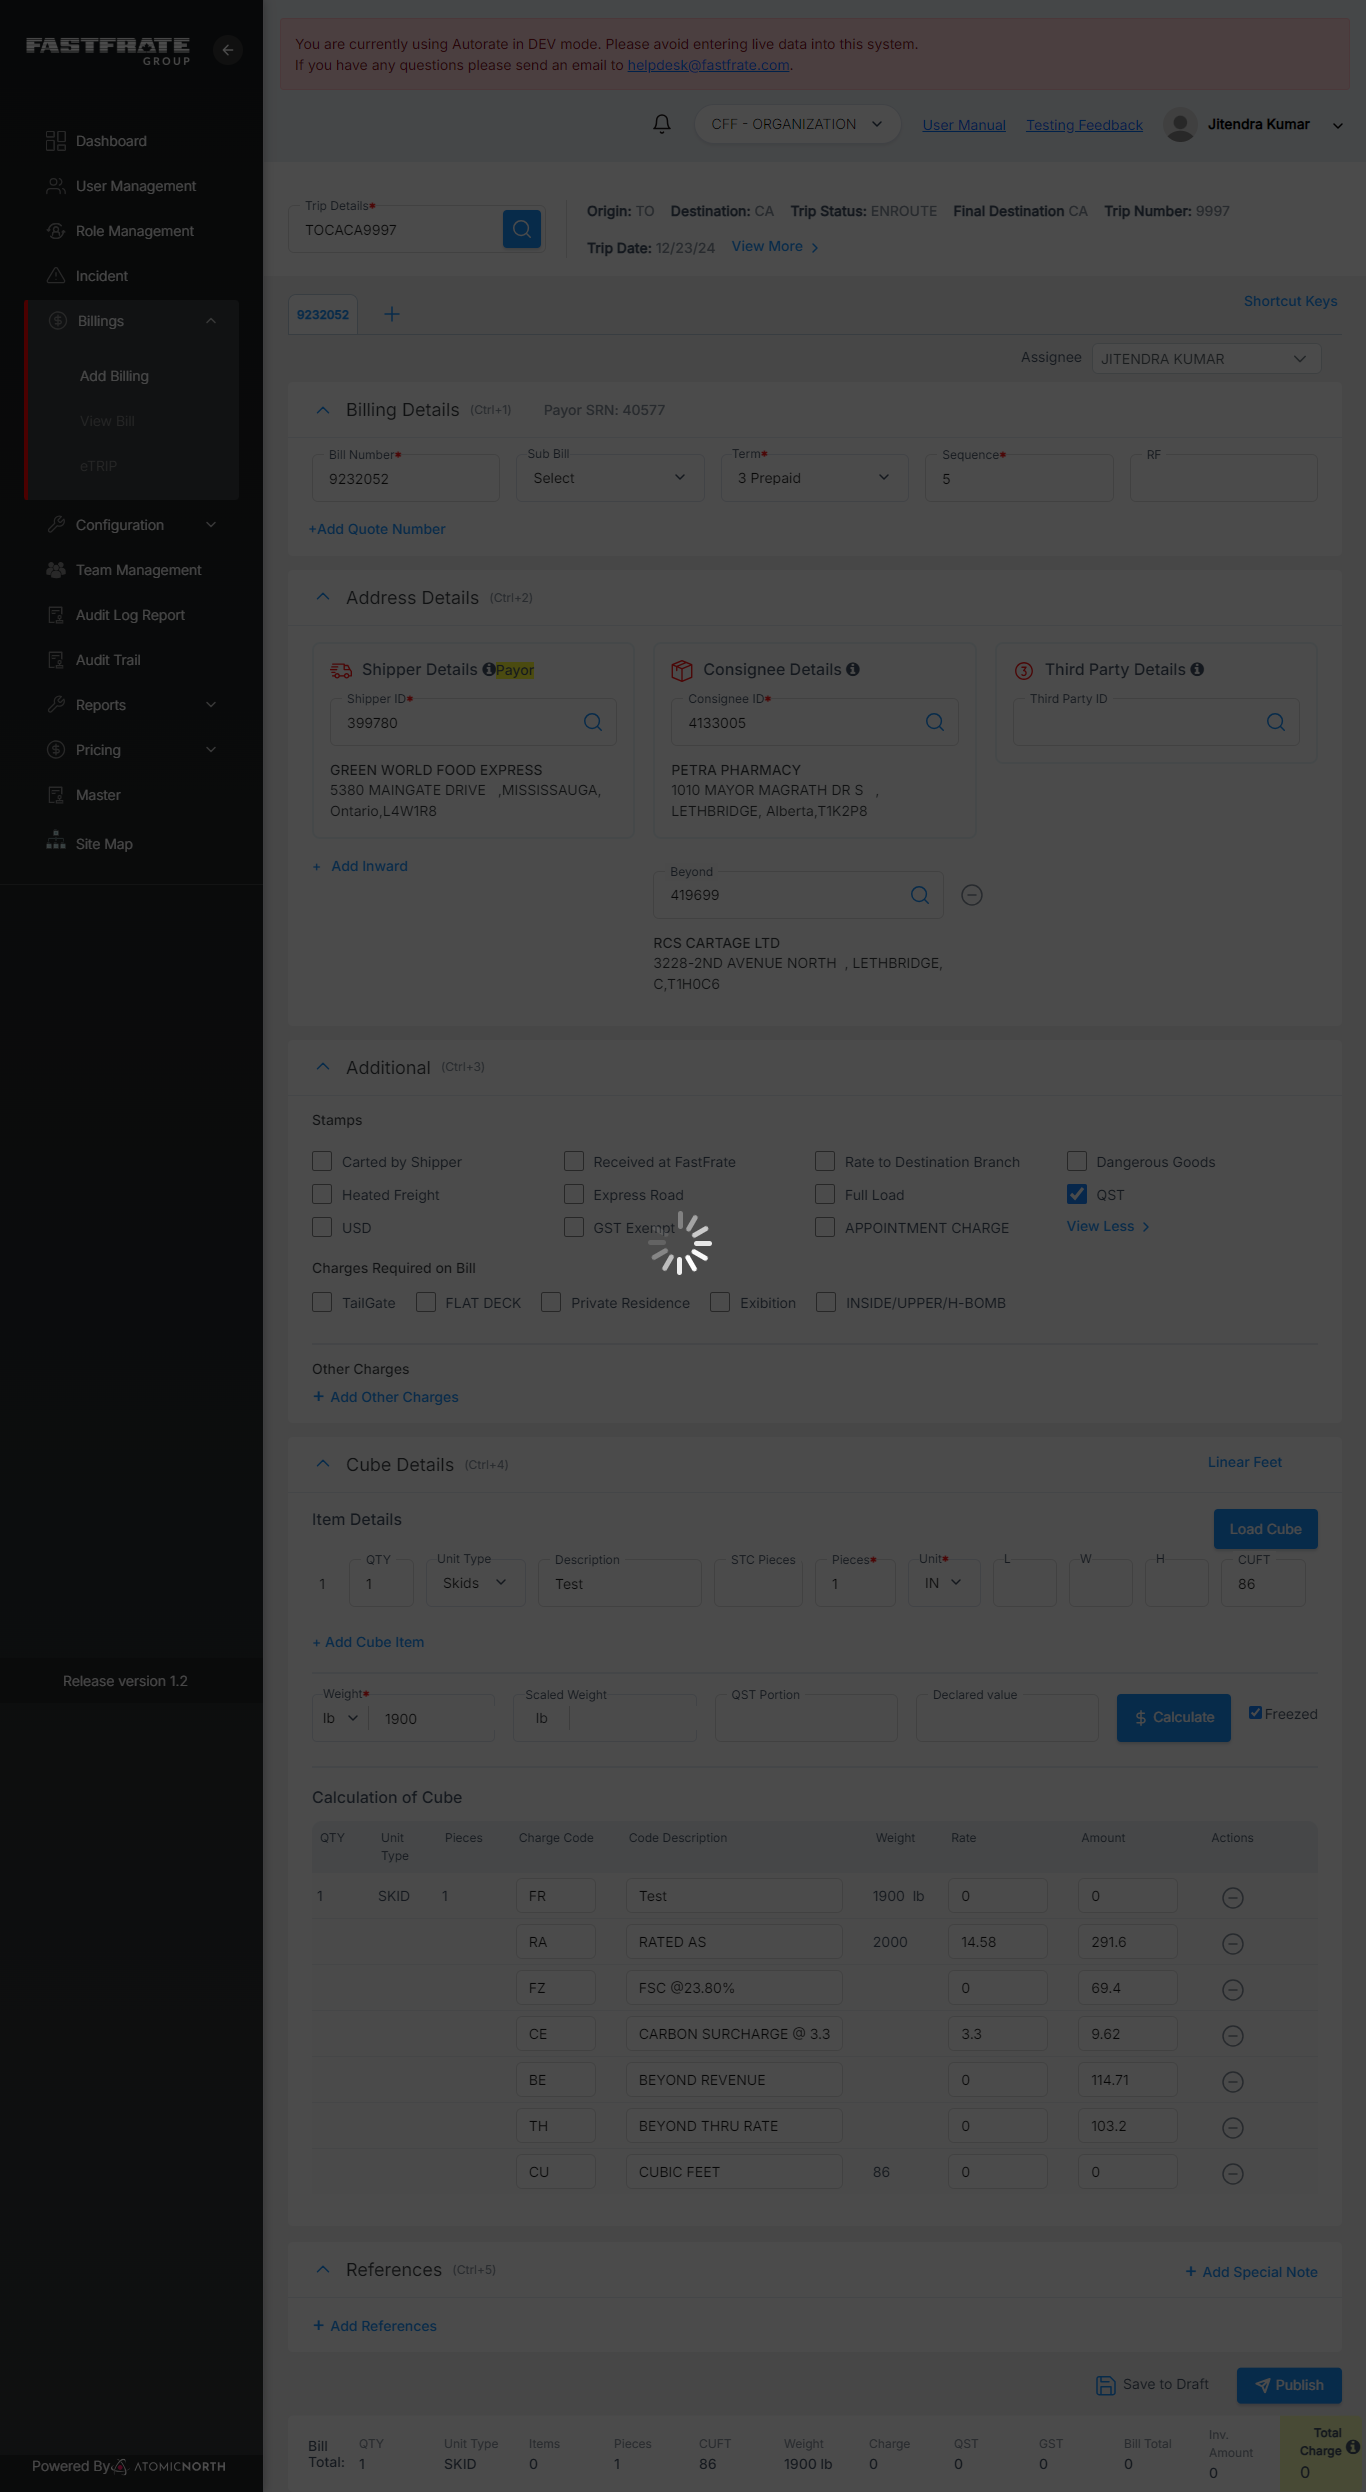 FASTFRATE
GROUP
You are currently using Autorate in DEV mode. Please avoid entering live data into this system.
If you have any questions please send an email to helpdesk@fastfrate.com.
CFF - ORGANIZATION User Manual Testing Feedback Jitendra Kumar
Dashboard
User Management
Role Management
Incident
Billings
Add Billing
View Bill
eTRIP
Configuration
Team Management
Audit Log Report
Audit Trail
Reports
Pricing
Master
Site Map
Release version 1.2
Powered By ATOMICNORTH
Trip Details*
TOCACA9997
Origin: TO Destination: CA Trip Status: ENROUTE Final Destination CA Trip Number: 9997
Trip Date: 12/23/24 View More >
9232052 +
Shortcut Keys
Assignee JITENDRA KUMAR
Billing Details (Ctrl+1) Payor SRN: 40577
Bill Number* Sub Bill Term* Sequence* RF
9232052 Select 3 Prepaid 5
+Add Quote Number
Address Details (Ctrl+2)
Shipper Details Payor
Shipper ID*
399780
GREEN WORLD FOOD EXPRESS
5380 MAINGATE DRIVE ,MISSISSAUGA,
Ontario,L4W1R8
+ Add Inward
Consignee Details
Consignee ID*
4133005
PETRA PHARMACY
1010 MAYOR MAGRATH DR S ,
LETHBRIDGE, Alberta,T1K2P8
Beyond
419699
RCS CARTAGE LTD
3228-2ND AVENUE NORTH , LETHBRIDGE,
C,T1H0C6
3 Third Party Details
Third Party ID
Additional (Ctrl+3)
Stamps
Carted by Shipper Received at FastFrate Rate to Destination Branch Dangerous Goods
Heated Freight Express Road Full Load QST
USD GST Exempt APPOINTMENT CHARGE View Less >
Charges Required on Bill
TailGate FLAT DECK Private Residence Exibition INSIDE/UPPER/H-BOMB
Other Charges
+ Add Other Charges
Cube Details (Ctrl+4) Linear Feet
Item Details
Load Cube
QTY Unit Type Description STC Pieces Pieces* Unit* L W H CUFT
1 1 Skids Test 1 IN 86
+ Add Cube Item
Weight* Scaled Weight QST Portion Declared value
lb 1900 lb $ Calculate Freezed
Calculation of Cube
QTY Unit Type Pieces Charge Code Code Description Weight Rate Amount Actions
1 SKID 1 FR Test 1900 lb 0 0
RA RATED AS 2000 14.58 291.6
FZ FSC @23.80% 0 69.4
CE CARBON SURCHARGE @ 3.3 3.3 9.62
BE BEYOND REVENUE 0 114.71
TH BEYOND THRU RATE 0 103.2
CU CUBIC FEET 86 0 0
References (Ctrl+5) + Add Special Note
+ Add References
Save to Draft Publish
Bill Total: QTY Unit Type Items Pieces CUFT Weight Charge QST GST Bill Total Inv. Amount Total Charge
1 SKID 0 1 86 1900 lb 0 0 0 0 0 0